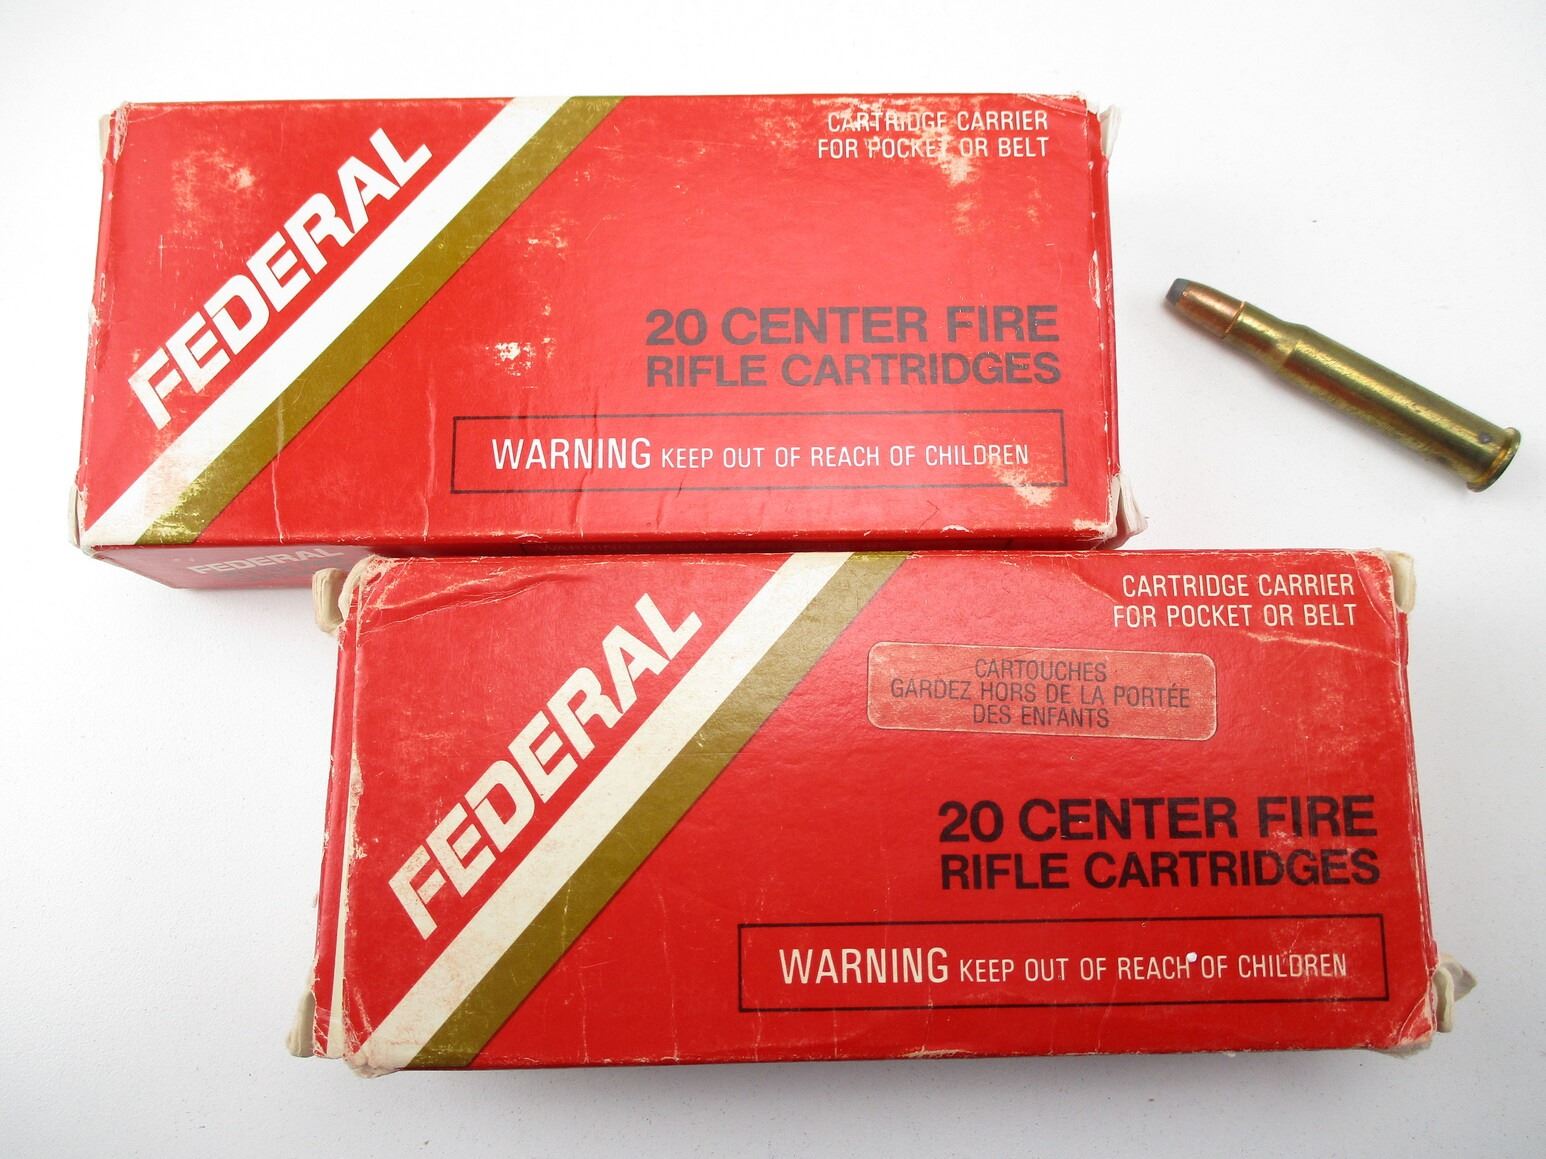 FEDERAL
CARTRIDGE CARRIER
FOR POCKET OR BELT
20 CENTER FIRE
RIFLE CARTRIDGES
WARNING KEEP OUT OF REACH OF CHILDREN
FEDERAL
FEDERAL
CARTRIDGE CARRIER
FOR POCKET OR BELT
CARTOUCHES
GARDEZ HORS DE LA PORTÉE
DES ENFANTS
20 CENTER FIRE
RIFLE CARTRIDGES
WARNING KEEP OUT OF REACH OF CHILDREN